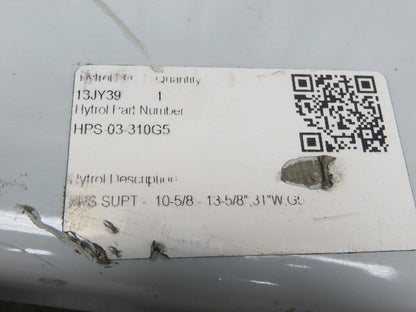 Hytrol Quantity
13JY39 1
Hytrol Part Number
HPS-03-310G5
Hytrol Description
SUPT - 10-5/8 - 13-5/8",31"W,G5